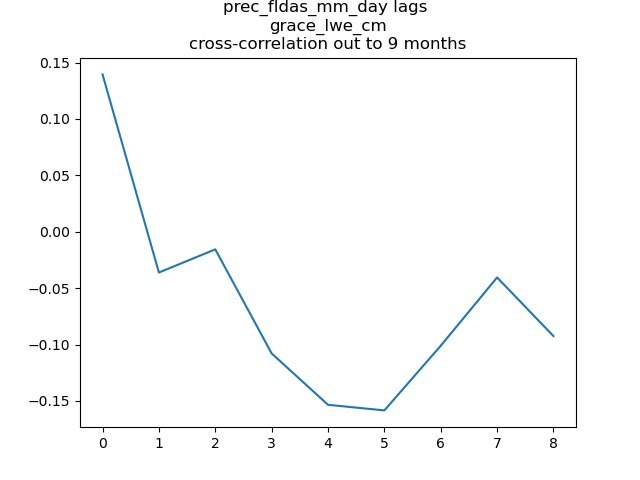 prec_fldas_mm_day lags
grace_lwe_cm
cross-correlation out to 9 months
0.15
0.10
0.05
0.00
−0.05
−0.10
−0.15
0 1 2 3 4 5 6 7 8